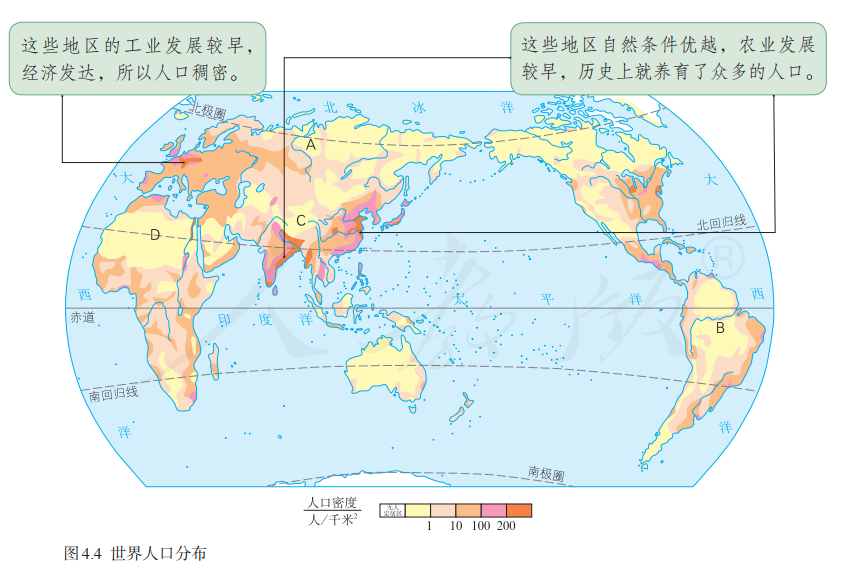 这些地区的工业发展较早，
经济发达，所以人口稠密。
这些地区自然条件优越，农业发展
较早，历史上就养育了众多的人口。
北极圈
北 冰 洋
A
大
大
C
北回归线
D
西
太 平 洋
西
赤道
印 度 洋
B
南回归线
洋
洋
南极圈
人口密度
人/千米²
无人定居区
1 10 100 200
图4.4 世界人口分布
人教版®